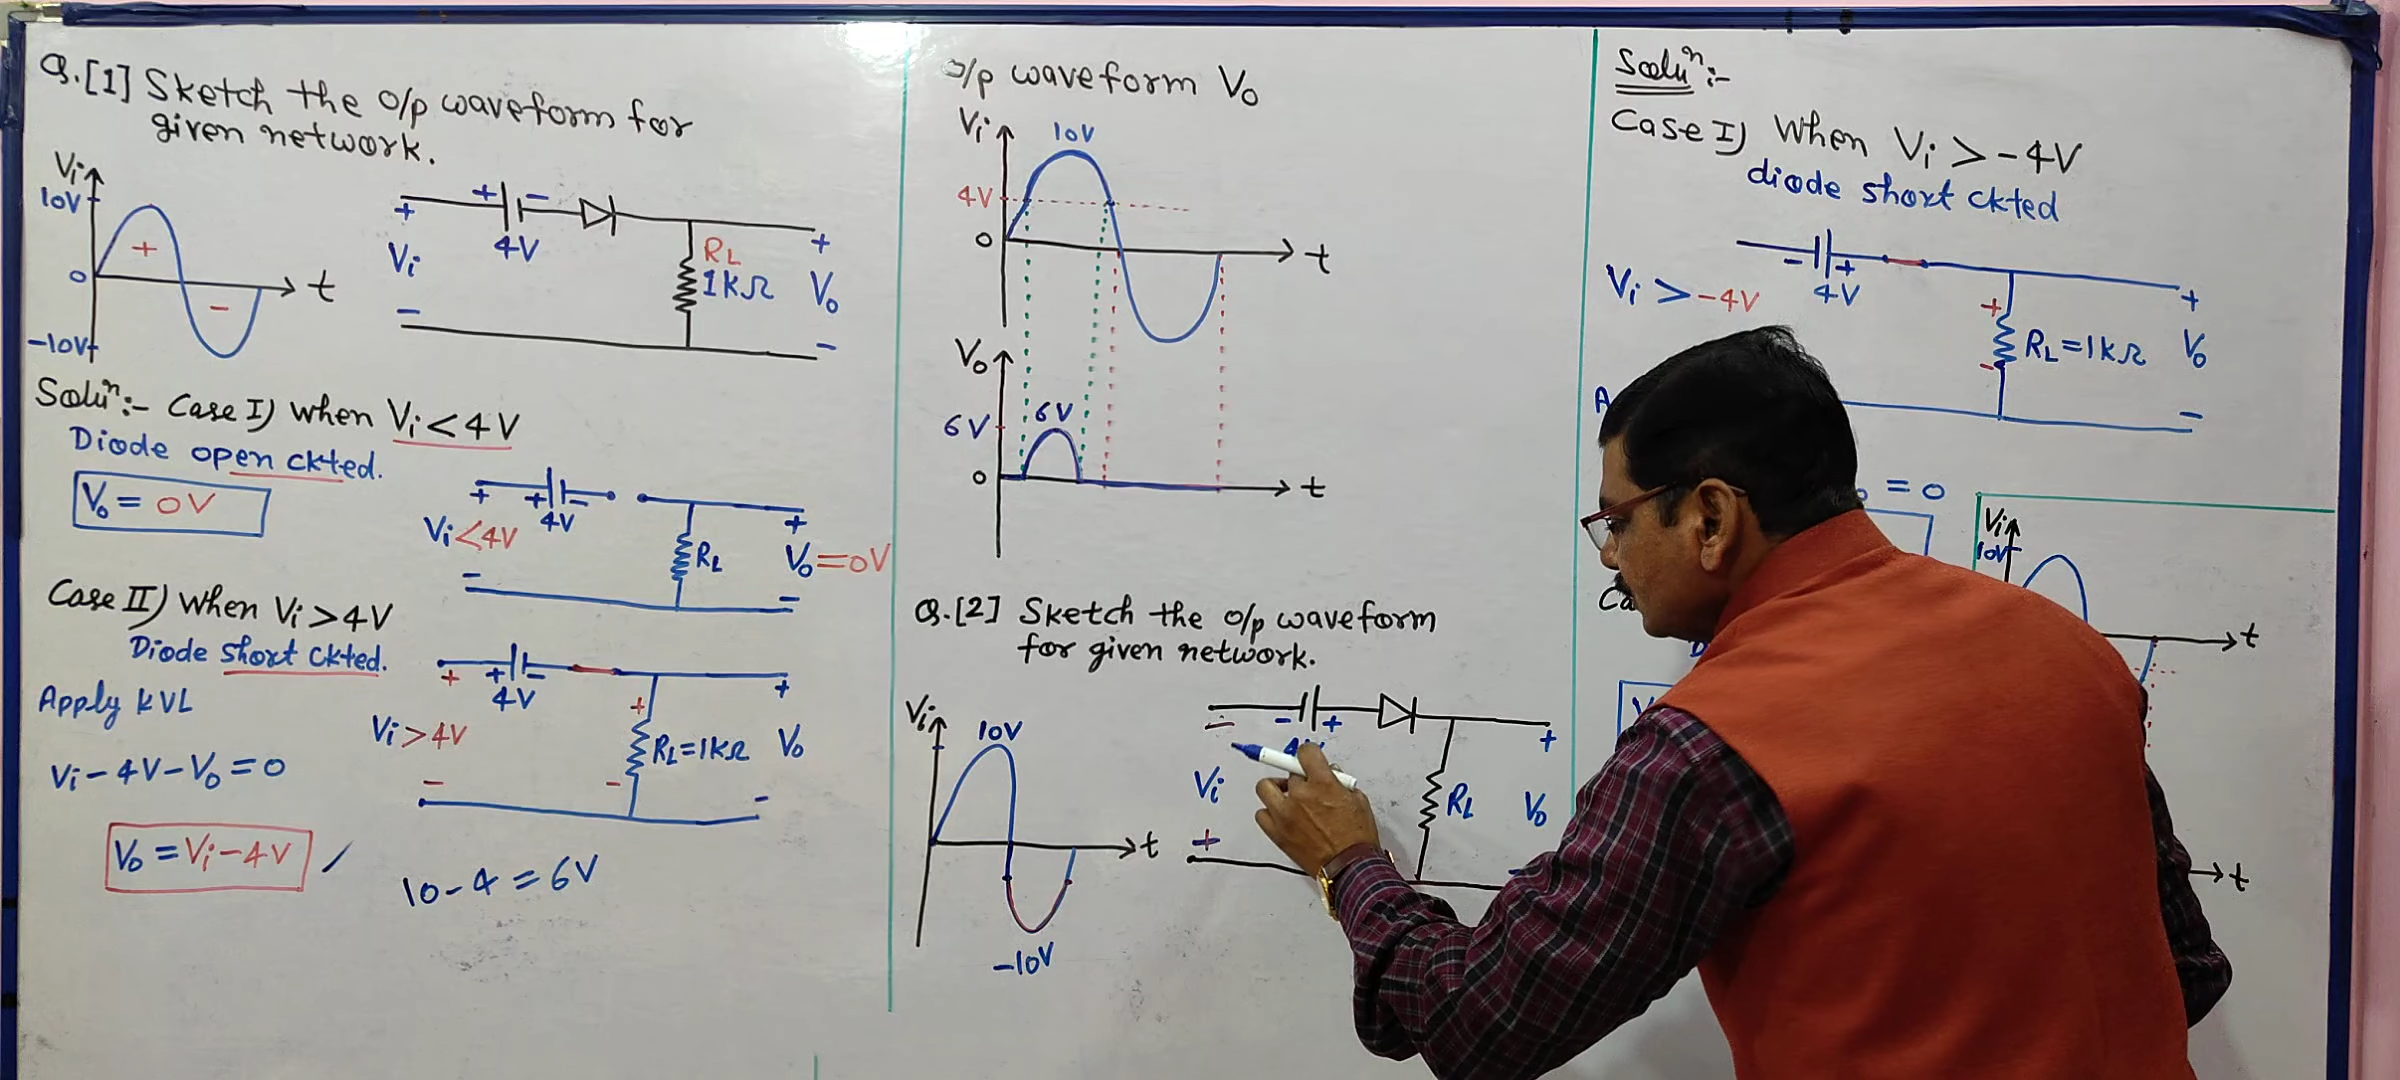 Q.[1] Sketch the o/p waveform for
given network.
Vi
10V
+
0
t
-
-10V
+ -
+
4V
Vi
-
RL
1kΩ
+
Vo
-
Soluⁿ:- Case I) when Vi < 4V
Diode open ckted.
Vo = 0V
+
+
4V
Vi<4V
-
RL
+
Vo=0V
-
Case II) when Vi > 4V
Diode short ckted.
Apply KVL
Vi - 4V - Vo = 0
Vo = Vi - 4V
10 - 4 = 6V
+
+ -
4V
Vi>4V
-
+
RL=1kΩ
-
+
Vo
-
o/p waveform Vo
Vi
10V
4V
0
t
Vo
6V
6V
0
t
Q.[2] Sketch the o/p waveform
for given network.
Vi
10V
t
-10V
-
- +
Vi
+
RL
+
Vo
-
Soluⁿ:-
Case I) When Vi > -4V
diode short ckted
- +
4V
Vi > -4V
+
RL=1kΩ
-
+
Vo
-
A
= 0
Vi
10V
t
Ca
t